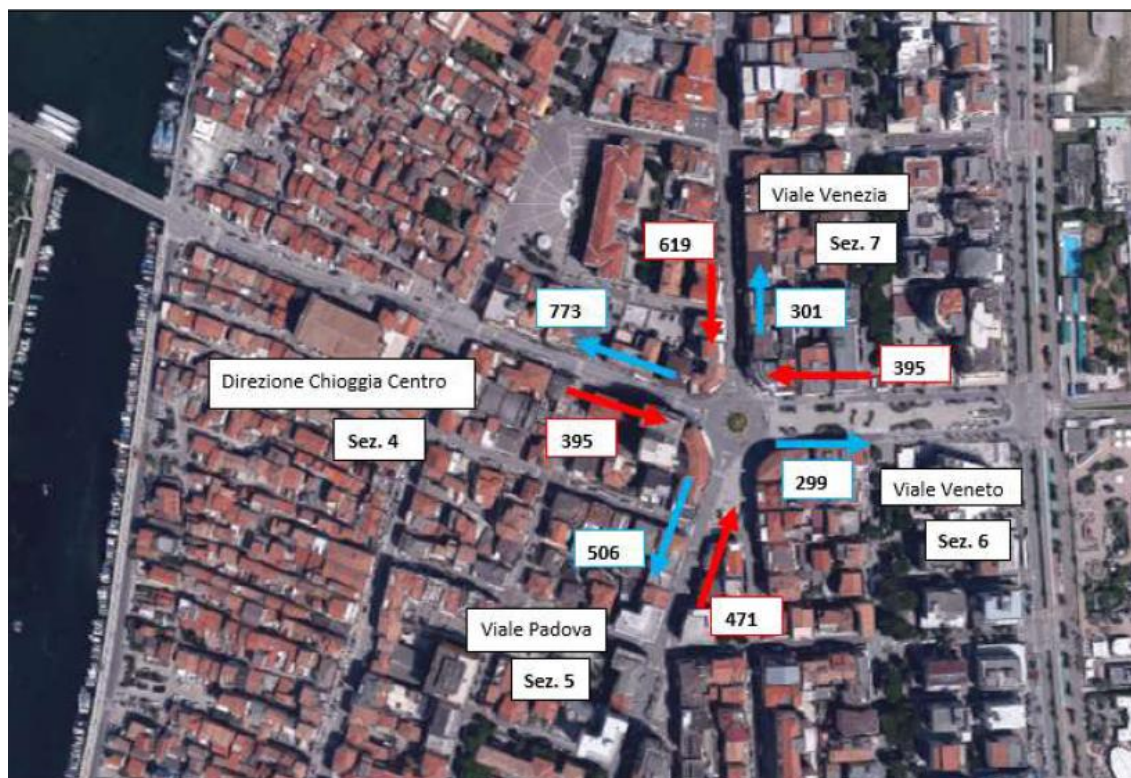 Viale Venezia
Sez. 7
619
773
301
395
Direzione Chioggia Centro
Sez. 4
395
299
Viale Veneto
Sez. 6
506
471
Viale Padova
Sez. 5